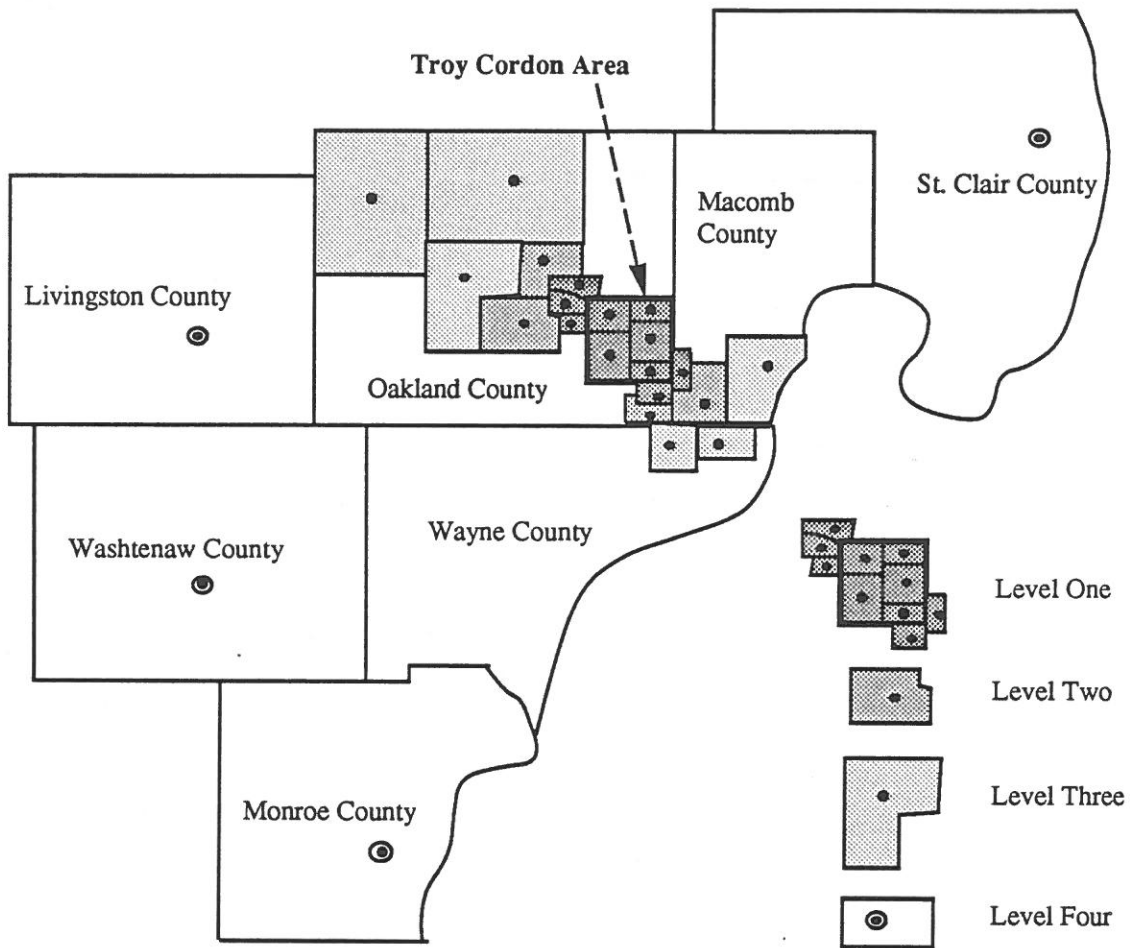 Troy Cordon Area
St. Clair County
Macomb
County
Livingston County
Oakland County
Wayne County
Washtenaw County
Monroe County
Level One
Level Two
Level Three
Level Four